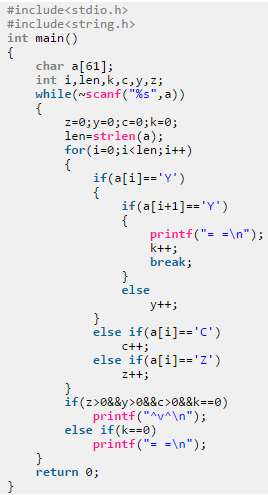 #include<stdio.h>
#include<string.h>
int main()
{
    char a[61];
    int i,len,k,c,y,z;
    while(~scanf("%s",a))
    {
        z=0;y=0;c=0;k=0;
        len=strlen(a);
        for(i=0;i<len;i++)
        {
            if(a[i]=='Y')
            {
                if(a[i+1]=='Y')
                {
                    printf("= =\n");
                    k++;
                    break;
                }
                else
                    y++;
            }
            else if(a[i]=='C')
                c++;
            else if(a[i]=='Z')
                z++;
        }
        if(z>0&&y>0&&c>0&&k==0)
            printf("^v^\n");
        else if(k==0)
            printf("= =\n");
    }
    return 0;
}